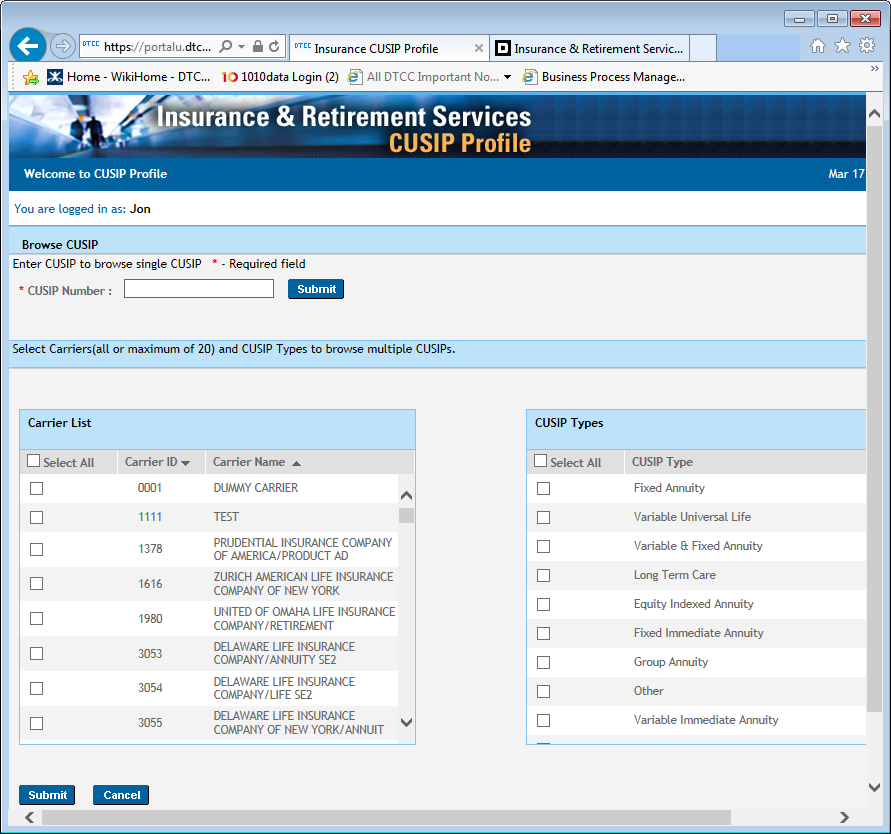 DTCC https://portalu.dtc...
DTCC Insurance CUSIP Profile
Insurance & Retirement Servic...
Home - WikiHome - DTC...
1010data Login (2)
All DTCC Important No...
Business Process Manage...
Insurance & Retirement Services
CUSIP Profile
Welcome to CUSIP Profile
Mar 17
You are logged in as: Jon
Browse CUSIP
Enter CUSIP to browse single CUSIP * - Required field
* CUSIP Number :
Submit
Select Carriers(all or maximum of 20) and CUSIP Types to browse multiple CUSIPs.
Carrier List
Select All Carrier ID Carrier Name
0001 DUMMY CARRIER
1111 TEST
1378 PRUDENTIAL INSURANCE COMPANY
OF AMERICA/PRODUCT AD
1616 ZURICH AMERICAN LIFE INSURANCE
COMPANY OF NEW YORK
1980 UNITED OF OMAHA LIFE INSURANCE
COMPANY/RETIREMENT
3053 DELAWARE LIFE INSURANCE
COMPANY/ANNUITY SE2
3054 DELAWARE LIFE INSURANCE
COMPANY/LIFE SE2
3055 DELAWARE LIFE INSURANCE
COMPANY OF NEW YORK/ANNUIT
CUSIP Types
Select All CUSIP Type
Fixed Annuity
Variable Universal Life
Variable & Fixed Annuity
Long Term Care
Equity Indexed Annuity
Fixed Immediate Annuity
Group Annuity
Other
Variable Immediate Annuity
Submit
Cancel